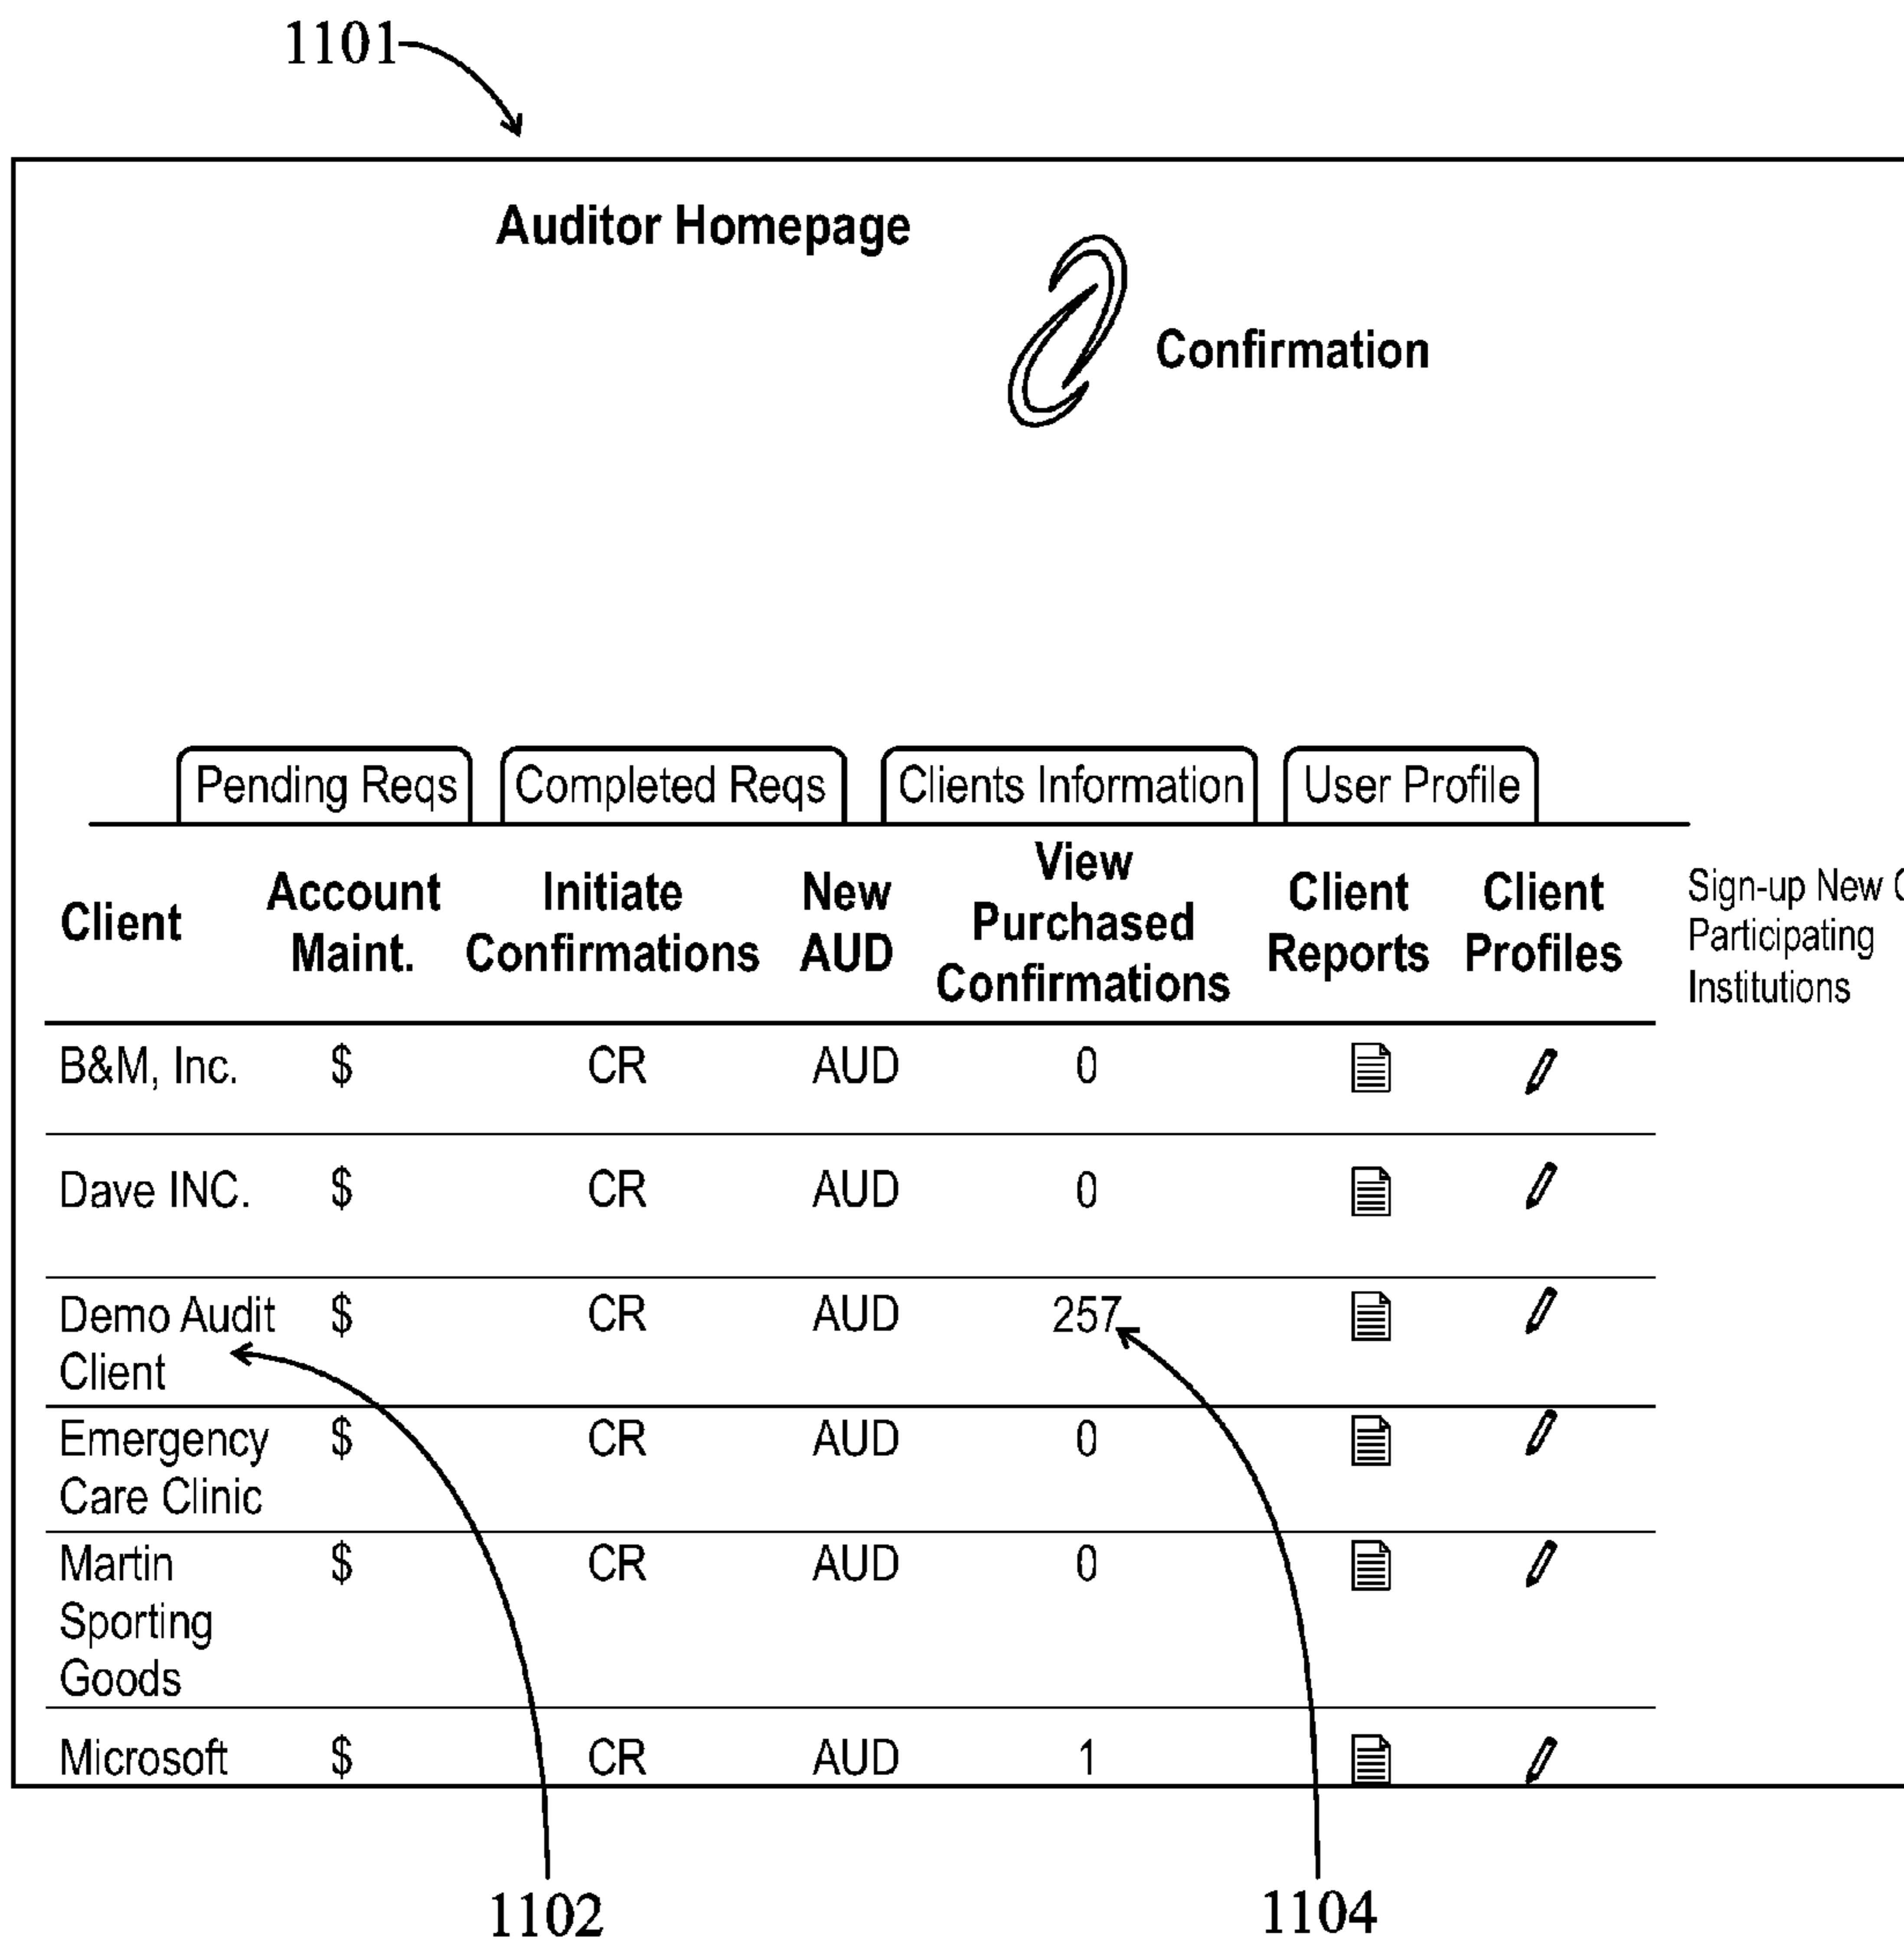 1101
Auditor Homepage
Confirmation
Pending Reqs Completed Reqs Clients Information User Profile
Client Account Maint. Initiate Confirmations New AUD View Purchased Confirmations Client Reports Client Profiles
Sign-up New
Participating
Institutions
B&M, Inc. $ CR AUD 0
Dave INC. $ CR AUD 0
Demo Audit $ CR AUD 257
Client
Emergency $ CR AUD 0
Care Clinic
Martin $ CR AUD 0
Sporting
Goods
Microsoft $ CR AUD 1
1102 1104